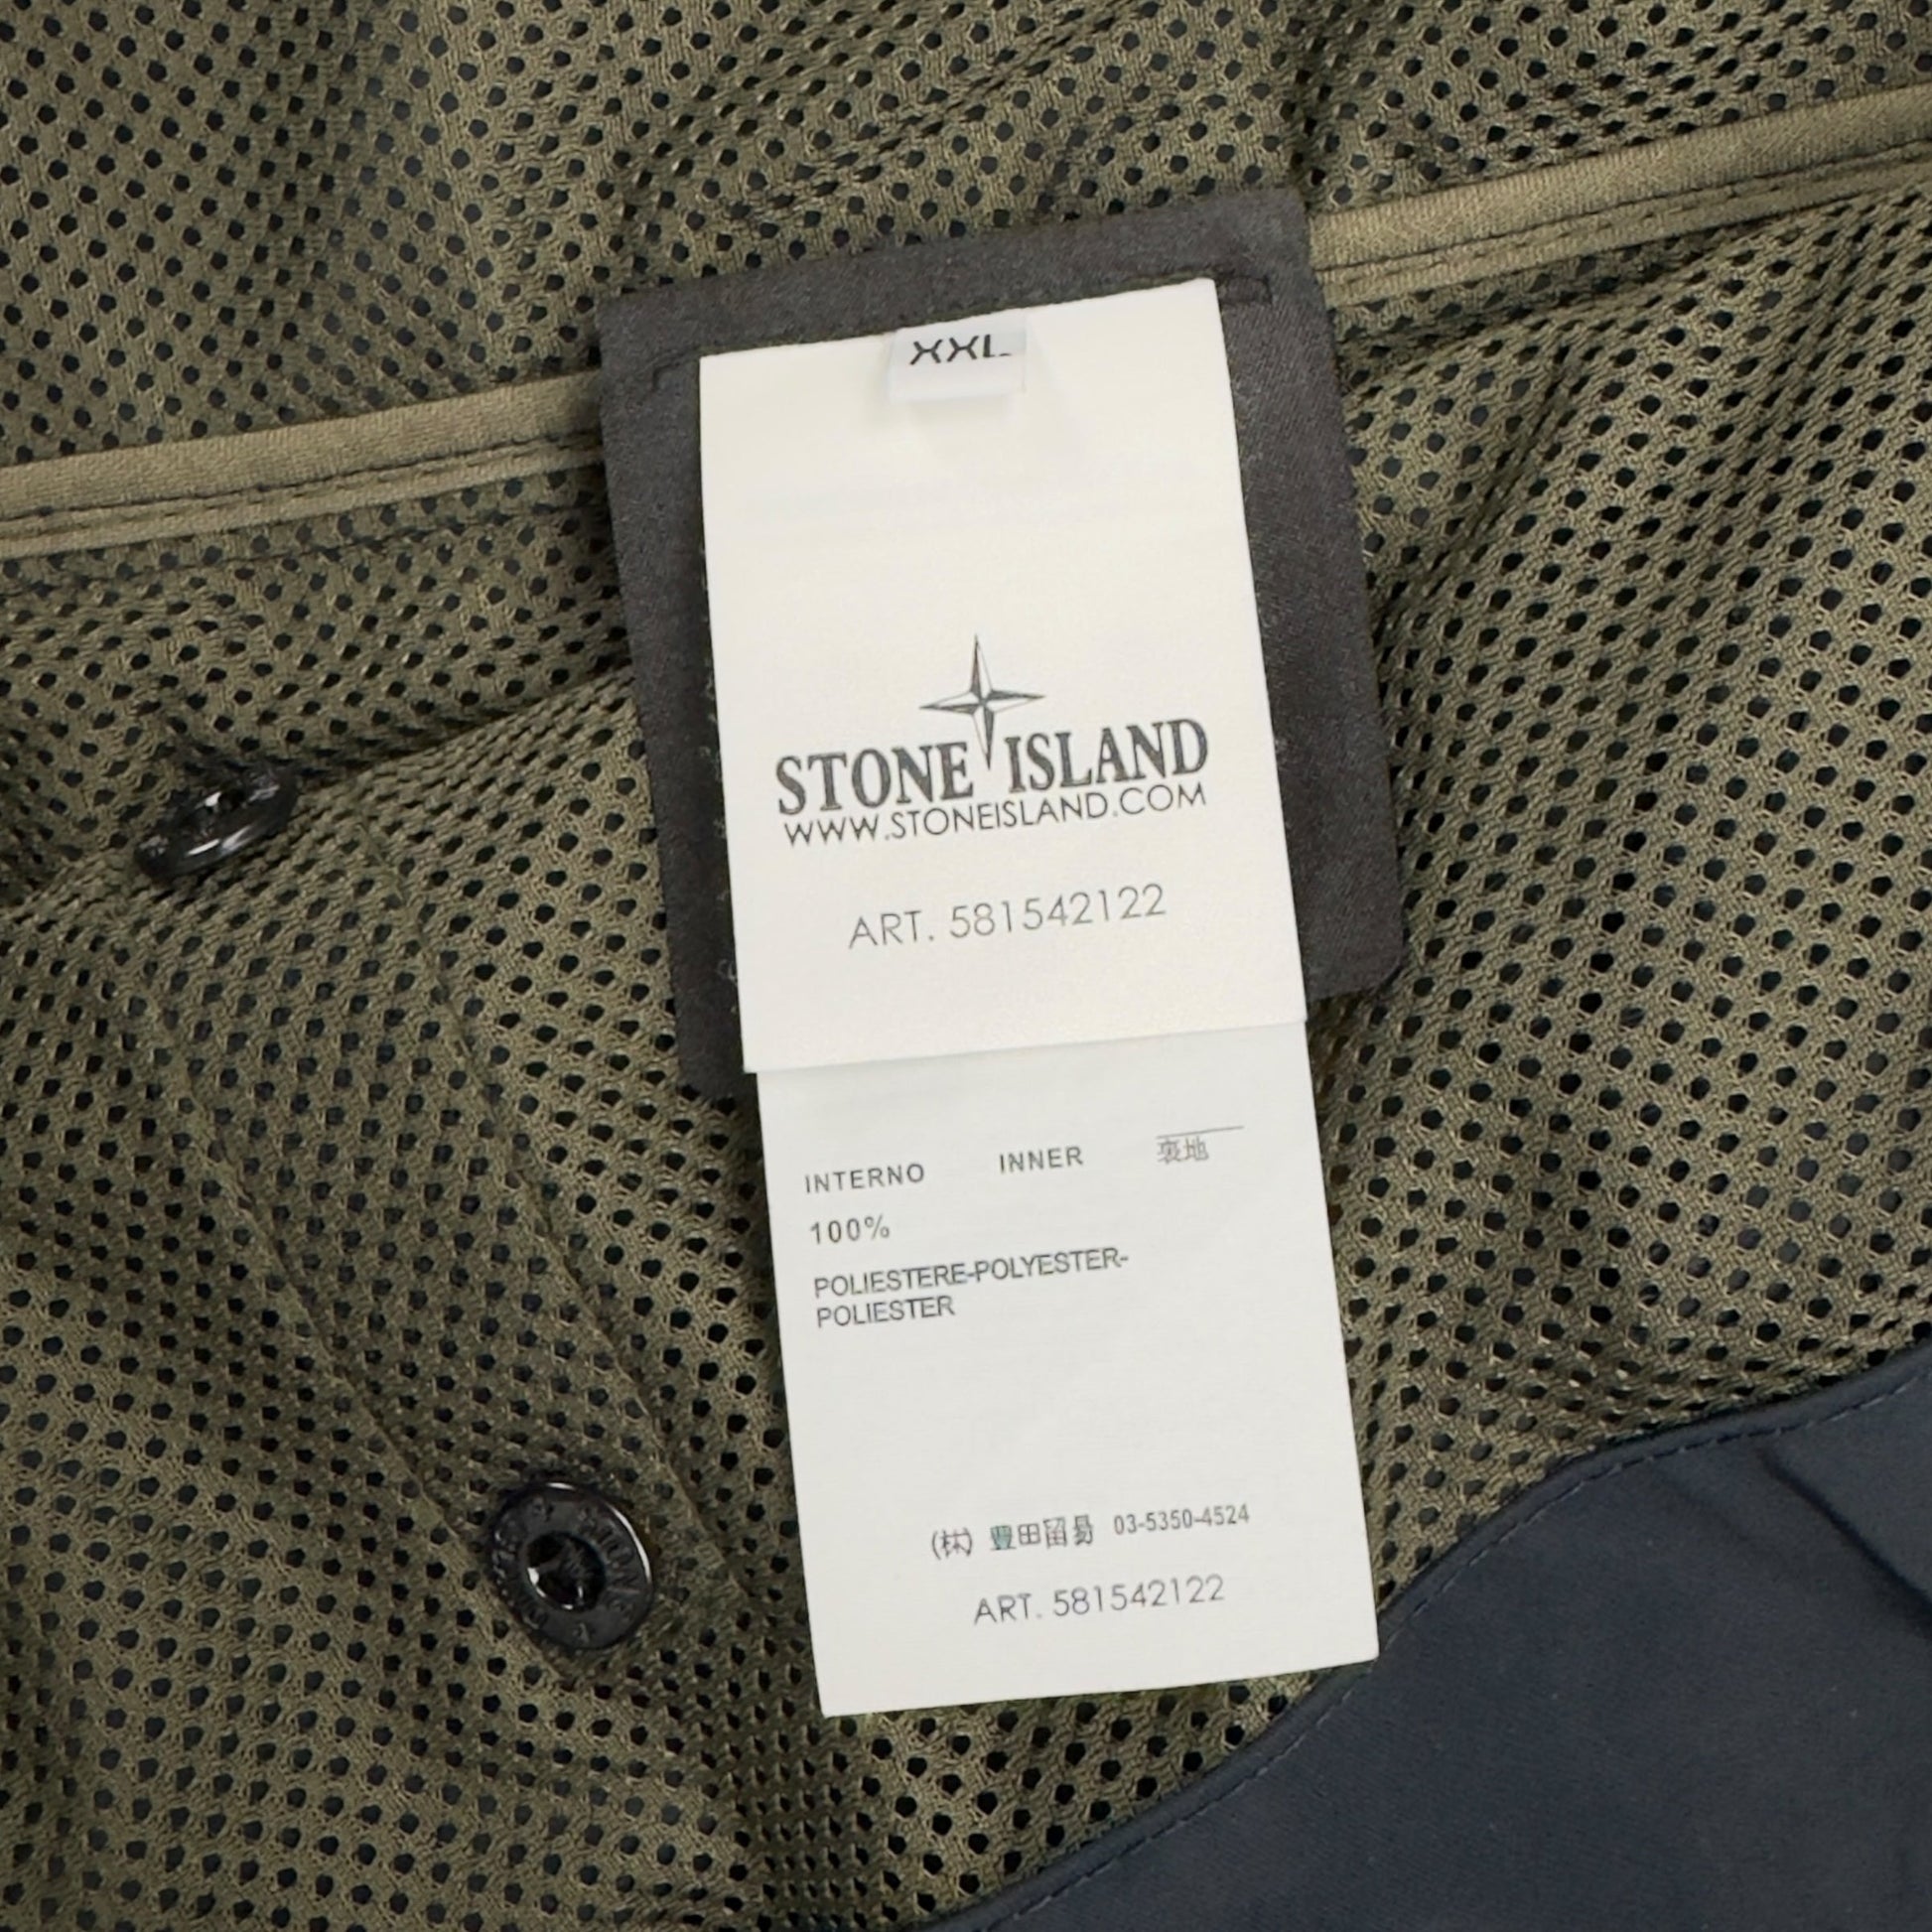 XXL
STONE ISLAND
WWW.STONEISLAND.COM
ART. 581542122
INTERNO INNER 裏地
100%
POLIESTERE-POLYESTER-
POLIESTER
(株) 豊田貿易 03-5350-4524
ART. 581542122